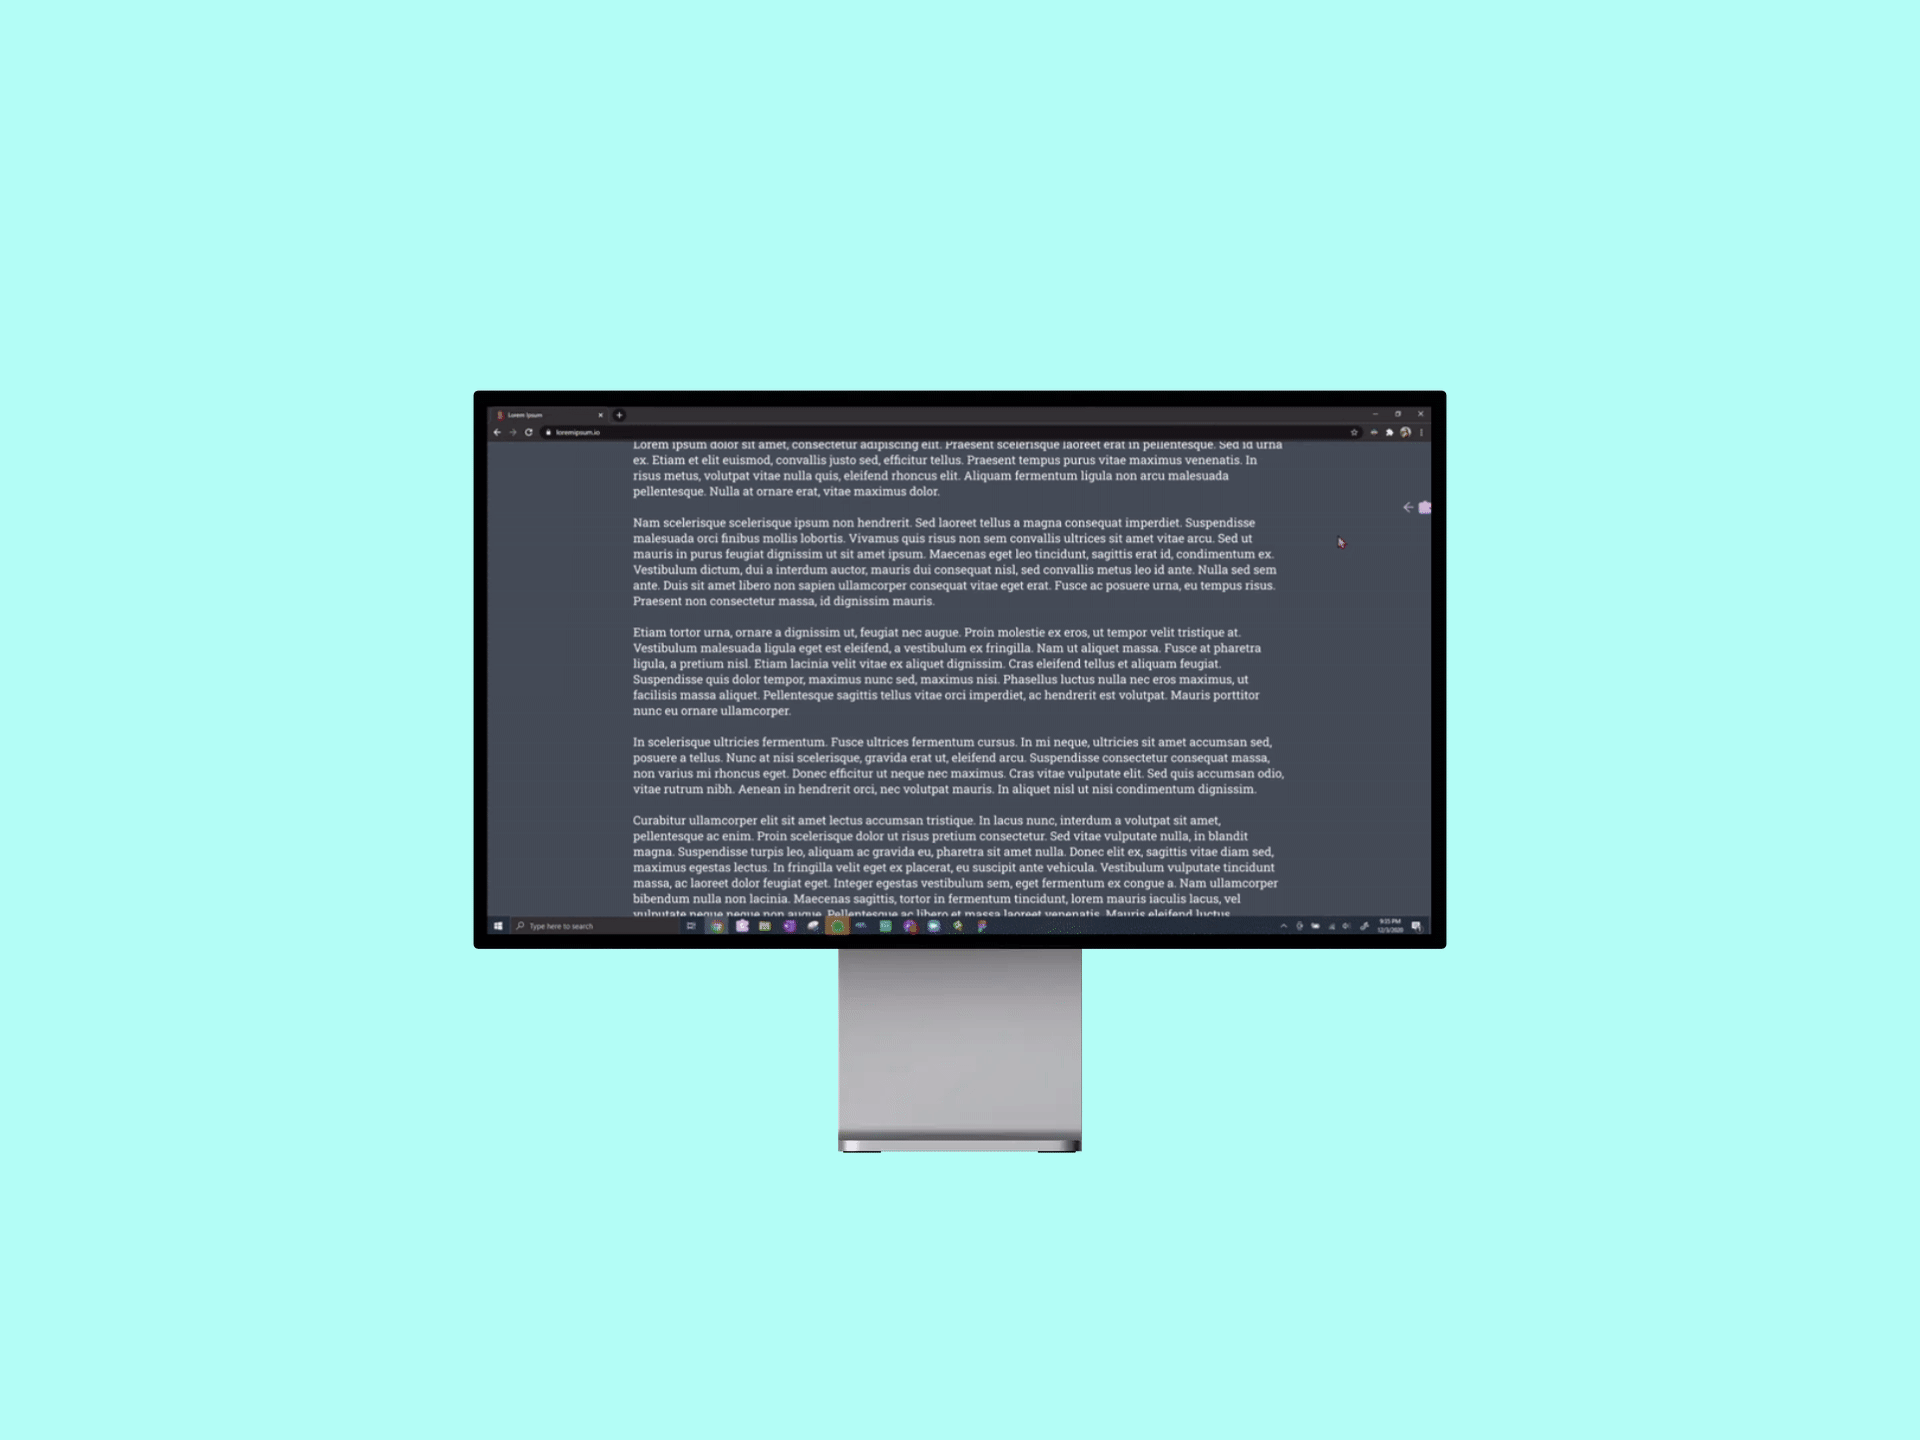 Lorem Ipsum
loremipsum.io
Lorem ipsum dolor sit amet, consectetur adipiscing elit. Praesent scelerisque laoreet erat in pellentesque. Sed id urna
ex. Etiam et elit euismod, convallis justo sed, efficitur tellus. Praesent tempus purus vitae maximus venenatis. In
risus metus, volutpat vitae nulla quis, eleifend rhoncus elit. Aliquam fermentum ligula non arcu malesuada
pellentesque. Nulla at ornare erat, vitae maximus dolor.
Nam scelerisque scelerisque ipsum non hendrerit. Sed laoreet tellus a magna consequat imperdiet. Suspendisse
malesuada orci finibus mollis lobortis. Vivamus quis risus non sem convallis ultrices sit amet vitae arcu. Sed ut
mauris in purus feugiat dignissim ut sit amet ipsum. Maecenas eget leo tincidunt, sagittis erat id, condimentum ex.
Vestibulum dictum, dui a interdum auctor, mauris dui consequat nisl, sed convallis metus leo id ante. Nulla sed sem
ante. Duis sit amet libero non sapien ullamcorper consequat vitae eget erat. Fusce ac posuere urna, eu tempus risus.
Praesent non consectetur massa, id dignissim mauris.
Etiam tortor urna, ornare a dignissim ut, feugiat nec augue. Proin molestie ex eros, ut tempor velit tristique at.
Vestibulum malesuada ligula eget est eleifend, a vestibulum ex fringilla. Nam ut aliquet massa. Fusce at pharetra
ligula, a pretium nisl. Etiam lacinia velit vitae ex aliquet dignissim. Cras eleifend tellus et aliquam feugiat.
Suspendisse quis dolor tempor, maximus nunc sed, maximus nisi. Phasellus luctus nulla nec eros maximus, ut
facilisis massa aliquet. Pellentesque sagittis tellus vitae orci imperdiet, ac hendrerit est volutpat. Mauris porttitor
nunc eu ornare ullamcorper.
In scelerisque ultricies fermentum. Fusce ultrices fermentum cursus. In mi neque, ultricies sit amet accumsan sed,
posuere a tellus. Nunc at nisi scelerisque, gravida erat ut, eleifend arcu. Suspendisse consectetur consequat massa,
non varius mi rhoncus eget. Donec efficitur ut neque nec maximus. Cras vitae vulputate elit. Sed quis accumsan odio,
vitae rutrum nibh. Aenean in hendrerit orci, nec volutpat mauris. In aliquet nisl ut nisi condimentum dignissim.
Curabitur ullamcorper elit sit amet lectus accumsan tristique. In lacus nunc, interdum a volutpat sit amet,
pellentesque ac enim. Proin scelerisque dolor ut risus pretium consectetur. Sed vitae vulputate nulla, in blandit
magna. Suspendisse turpis leo, aliquam ac gravida eu, pharetra sit amet nulla. Donec elit ex, sagittis vitae diam sed,
maximus egestas lectus. In fringilla velit eget ex placerat, eu suscipit ante vehicula. Vestibulum vulputate tincidunt
massa, ac laoreet dolor feugiat eget. Integer egestas vestibulum sem, eget fermentum ex congue a. Nam ullamcorper
bibendum nulla non lacinia. Maecenas sagittis, tortor in fermentum tincidunt, lorem mauris iaculis lacus, vel
vulputate neque neque non augue. Pellentesque ac libero et massa laoreet venenatis. Mauris eleifend luctus
Type here to search
9:35 PM
12/3/2020